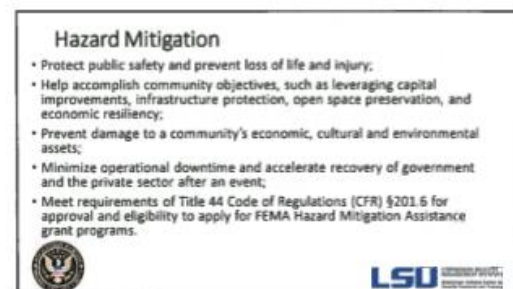 Hazard Mitigation
• Protect public safety and prevent loss of life and injury;
• Help accomplish community objectives, such as leveraging capital
improvements, infrastructure protection, open space preservation, and
economic resiliency;
• Prevent damage to a community's economic, cultural and environmental
assets;
• Minimize operational downtime and accelerate recovery of government
and the private sector after an event;
• Meet requirements of Title 44 Code of Regulations (CFR) §201.6 for
approval and eligibility to apply for FEMA Hazard Mitigation Assistance
grant programs.
LSU